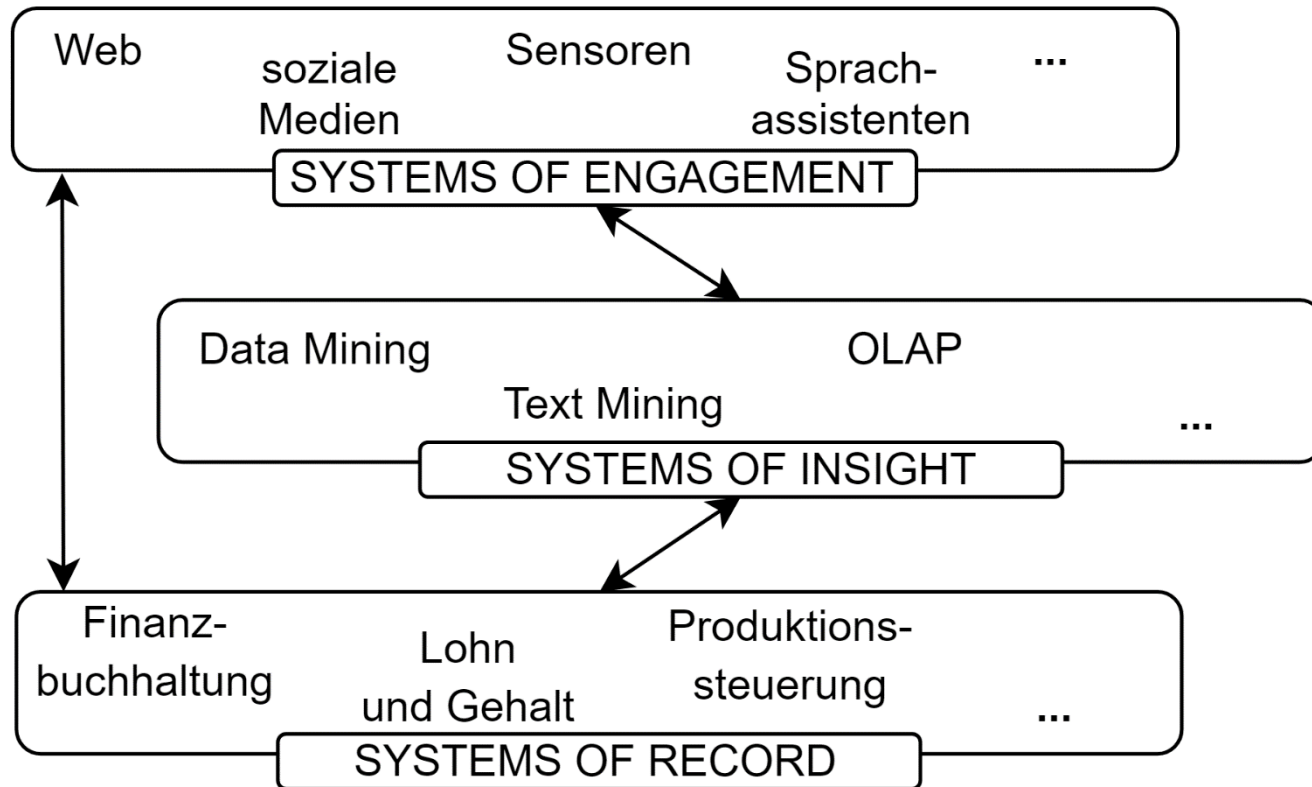 Web
soziale
Medien
Sensoren
Sprach-
assistenten
...
SYSTEMS OF ENGAGEMENT
Data Mining
Text Mining
OLAP
...
SYSTEMS OF INSIGHT
Finanz-
buchhaltung
Lohn
und Gehalt
Produktions-
steuerung
...
SYSTEMS OF RECORD